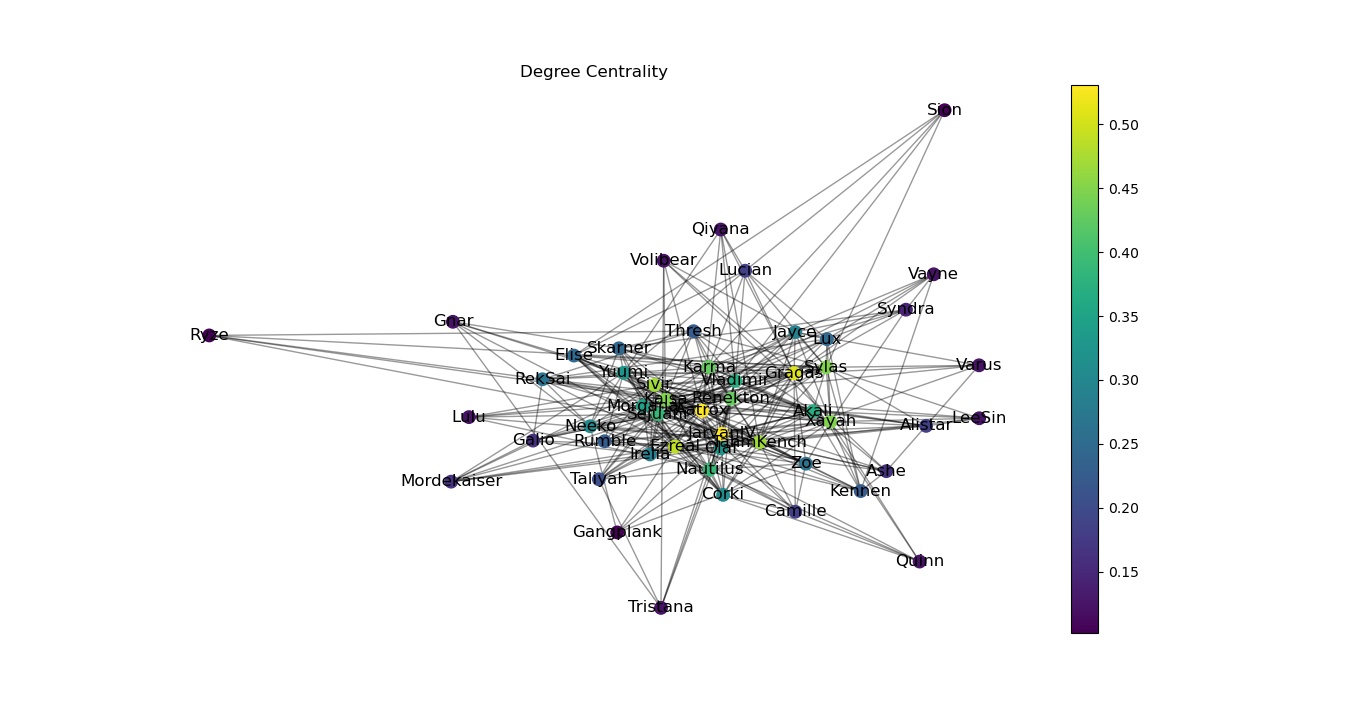 Degree Centrality
Sion
0.50
Qiyana
0.45
Volibear
Lucian
Vayne
Syndra
0.40
Gnar
Thresh
Jayce
Lux
0.35
Ryze
Skarner
Elise
Karma
Gragas
Sylas
Varus
Yuumi
RekSai
Vladimir
Sivir
0.30
Kaisa
Renekton
Morgana
Aatrox
Akali
Sejuani
Lulu
Xayah
LeeSin
Neeko
Alistar
JarvanIV
Galio
Rumble
Ezreal
Olaf
TahmKench
0.25
Irelia
Zoe
Nautilus
Ashe
Mordekaiser
Taliyah
Kennen
Corki
0.20
Camille
Gangplank
Quinn
0.15
Tristana